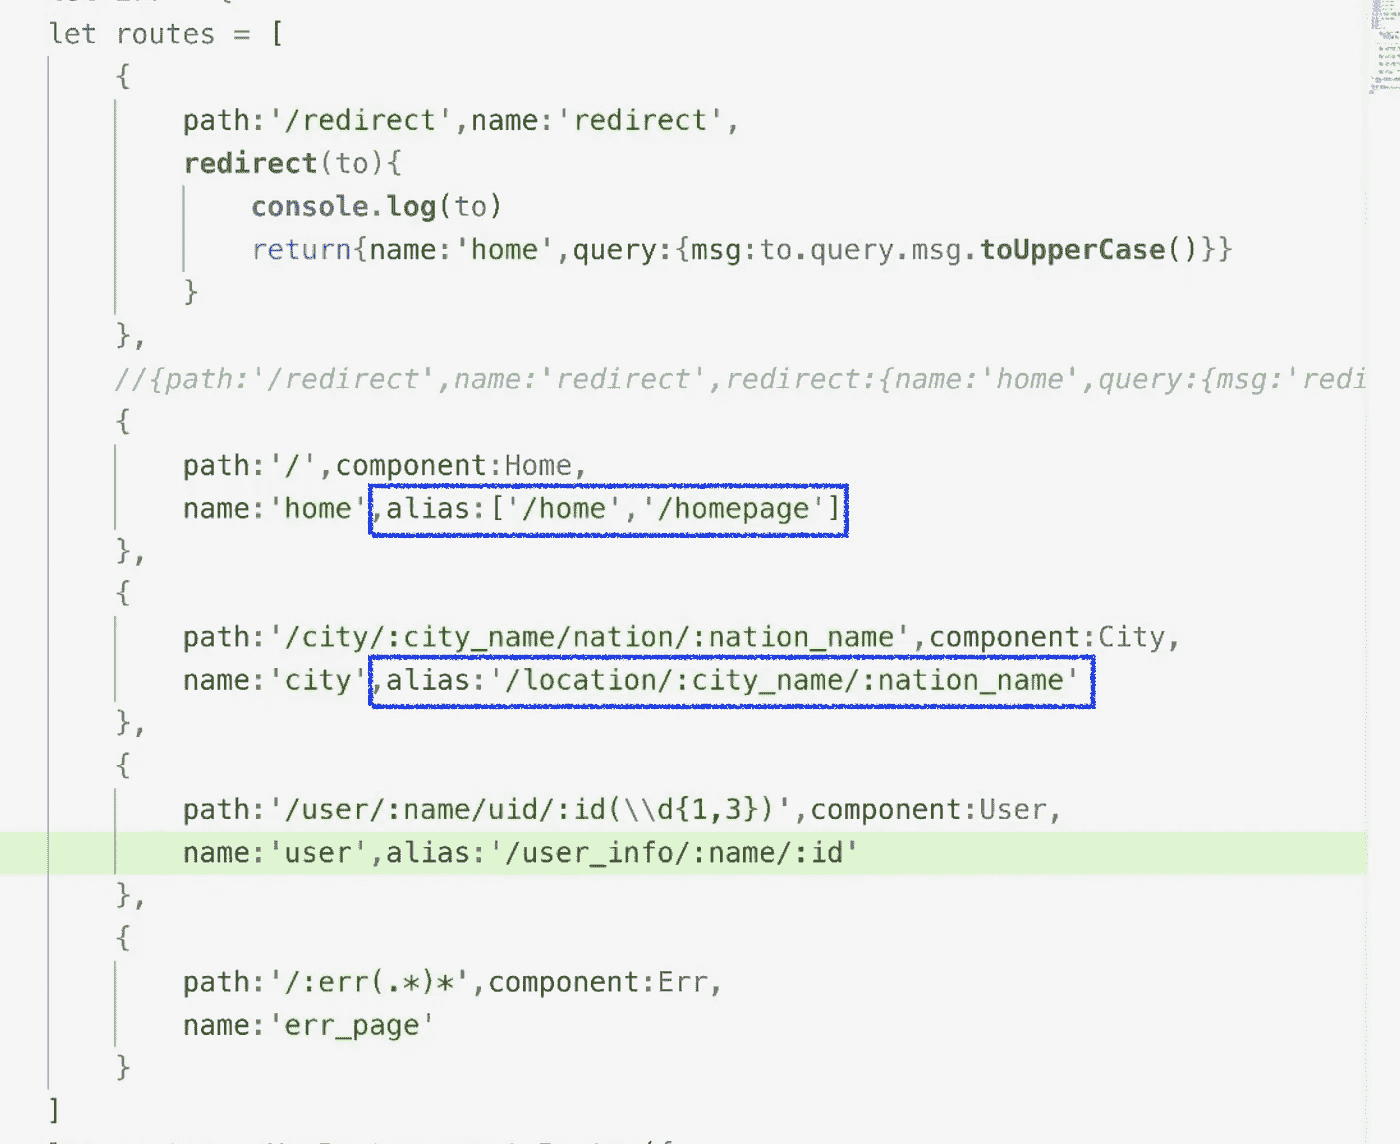 let routes = [
{
path:'/redirect',name:'redirect',
redirect(to){
console.log(to)
return{name:'home',query:{msg:to.query.msg.toUpperCase()}}
}
},
//{path:'/redirect',name:'redirect',redirect:{name:'home',query:{msg:'redi
{
path:'/',component:Home,
name:'home',alias:['/home','/homepage']
},
{
path:'/city/:city_name/nation/:nation_name',component:City,
name:'city',alias:'/location/:city_name/:nation_name'
},
{
path:'/user/:name/uid/:id(\\d{1,3})',component:User,
name:'user',alias:'/user_info/:name/:id'
},
{
path:'/:err(.*)*',component:Err,
name:'err_page'
}
]